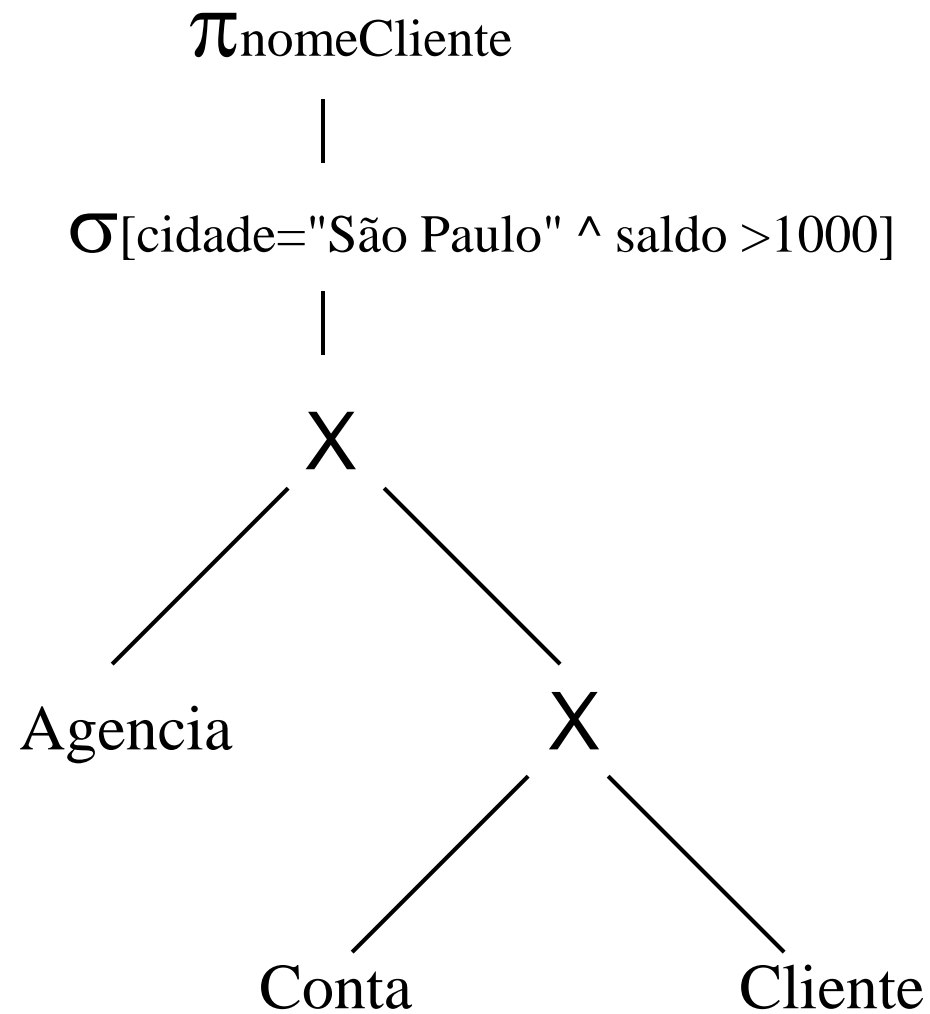 πnomeCliente
σ[cidade="São Paulo" ^ saldo >1000]
X
Agencia
X
Conta
Cliente